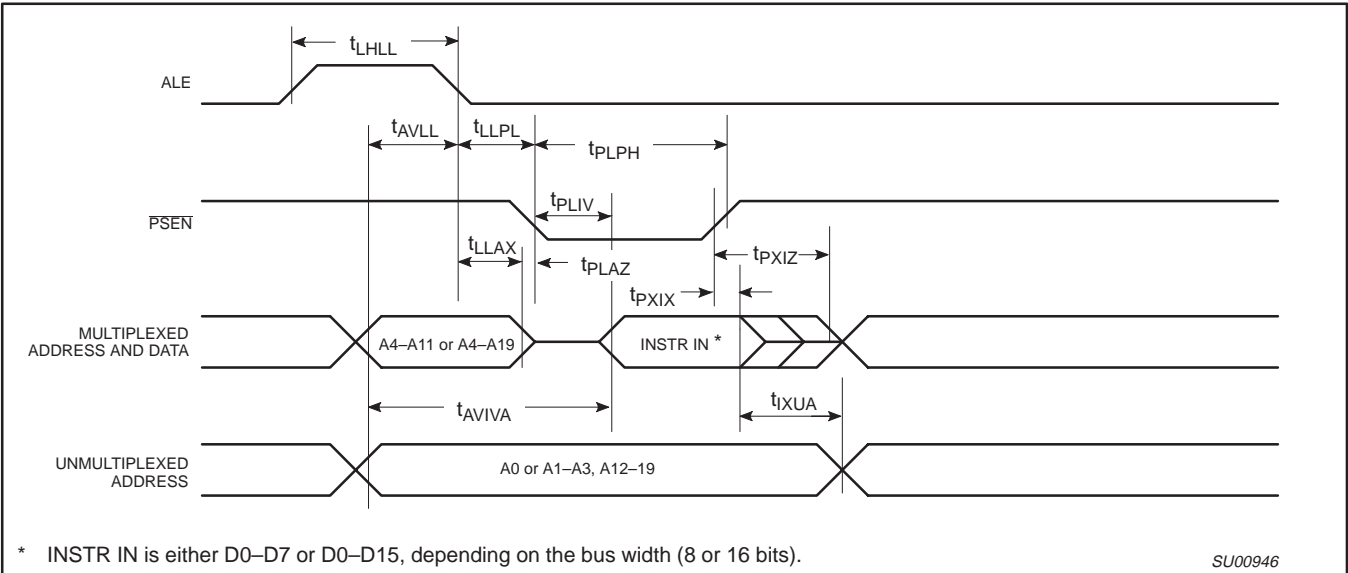 tLHLL
ALE
tAVLL
tLLPL
tPLPH
PSEN
tPLIV
tLLAX
tPLAZ
tPXIZ
tPXIX
MULTIPLEXED
ADDRESS AND DATA
A4–A11 or A4–A19
INSTR IN *
tAVIVA
tIXUA
UNMULTIPLEXED
ADDRESS
A0 or A1–A3, A12–19
* INSTR IN is either D0–D7 or D0–D15, depending on the bus width (8 or 16 bits).
SU00946